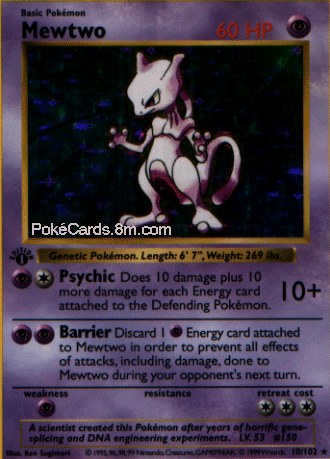 Basic Pokémon
Mewtwo 60 HP
PokéCards.8m.com
Edition 1
Genetic Pokémon. Length: 6' 7", Weight: 269 lbs.
Psychic Does 10 damage plus 10
more damage for each Energy card
attached to the Defending Pokémon.
10+
Barrier Discard 1 Energy card attached
to Mewtwo in order to prevent all effects
of attacks, including damage, done to
Mewtwo during your opponent's next turn.
weakness resistance retreat cost
A scientist created this Pokémon after years of horrific gene-
splicing and DNA engineering experiments. LV. 53 #150
Illus. Ken Sugimori © 1995, 96, 98, 99 Nintendo, Creatures, GAMEFREAK. © 1999 Wizards. 10/102